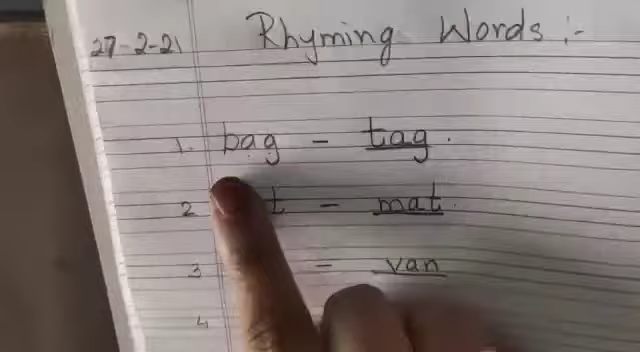 27-2-21 Rhyming Words :-
1. bag - tag.
2. - mat.
3 - van
4